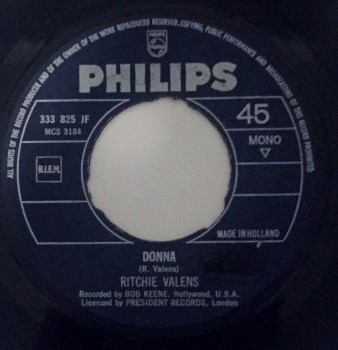 ALL RIGHTS OF THE RECORD PRODUCER AND OF THE OWNER OF THE WORK REPRODUCED RESERVED. COPYING, PUBLIC PERFORMANCE AND BROADCASTING OF THIS RECORD PROHIBITED
PHILIPS
PHILIPS
333 825 JF
MCS 3184
45
MONO
B.I.E.M.
MADE IN HOLLAND
DONNA
(R. Valens)
RITCHIE VALENS
Recorded by BOB KEENE, Hollywood, U.S.A.
Licensed by PRESIDENT RECORDS, London